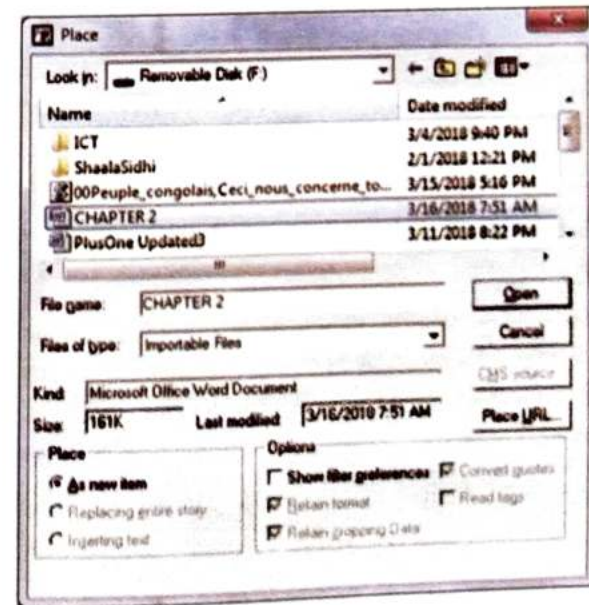 Place
Look in: Removable Disk (F:)
Name Date modified
ICT 3/4/2018 9:40 PM
ShaalaSidhi 2/1/2018 12:21 PM
00Peuple_congolais,Ceci_nous_concerne_to... 3/15/2018 5:16 PM
CHAPTER 2 3/16/2018 7:51 AM
PlusOne Updated3 3/11/2018 8:22 PM
File name: CHAPTER 2 Open
Files of type: Importable Files Cancel
CMS source
Kind: Microsoft Office Word Document
Size: 161K Last modified: 3/16/2018 7:51 AM Place URL...
Place Options
As new item Show filter preferences Convert quotes
Replacing entire story Retain format Read tags
Inserting text Retain cropping Data